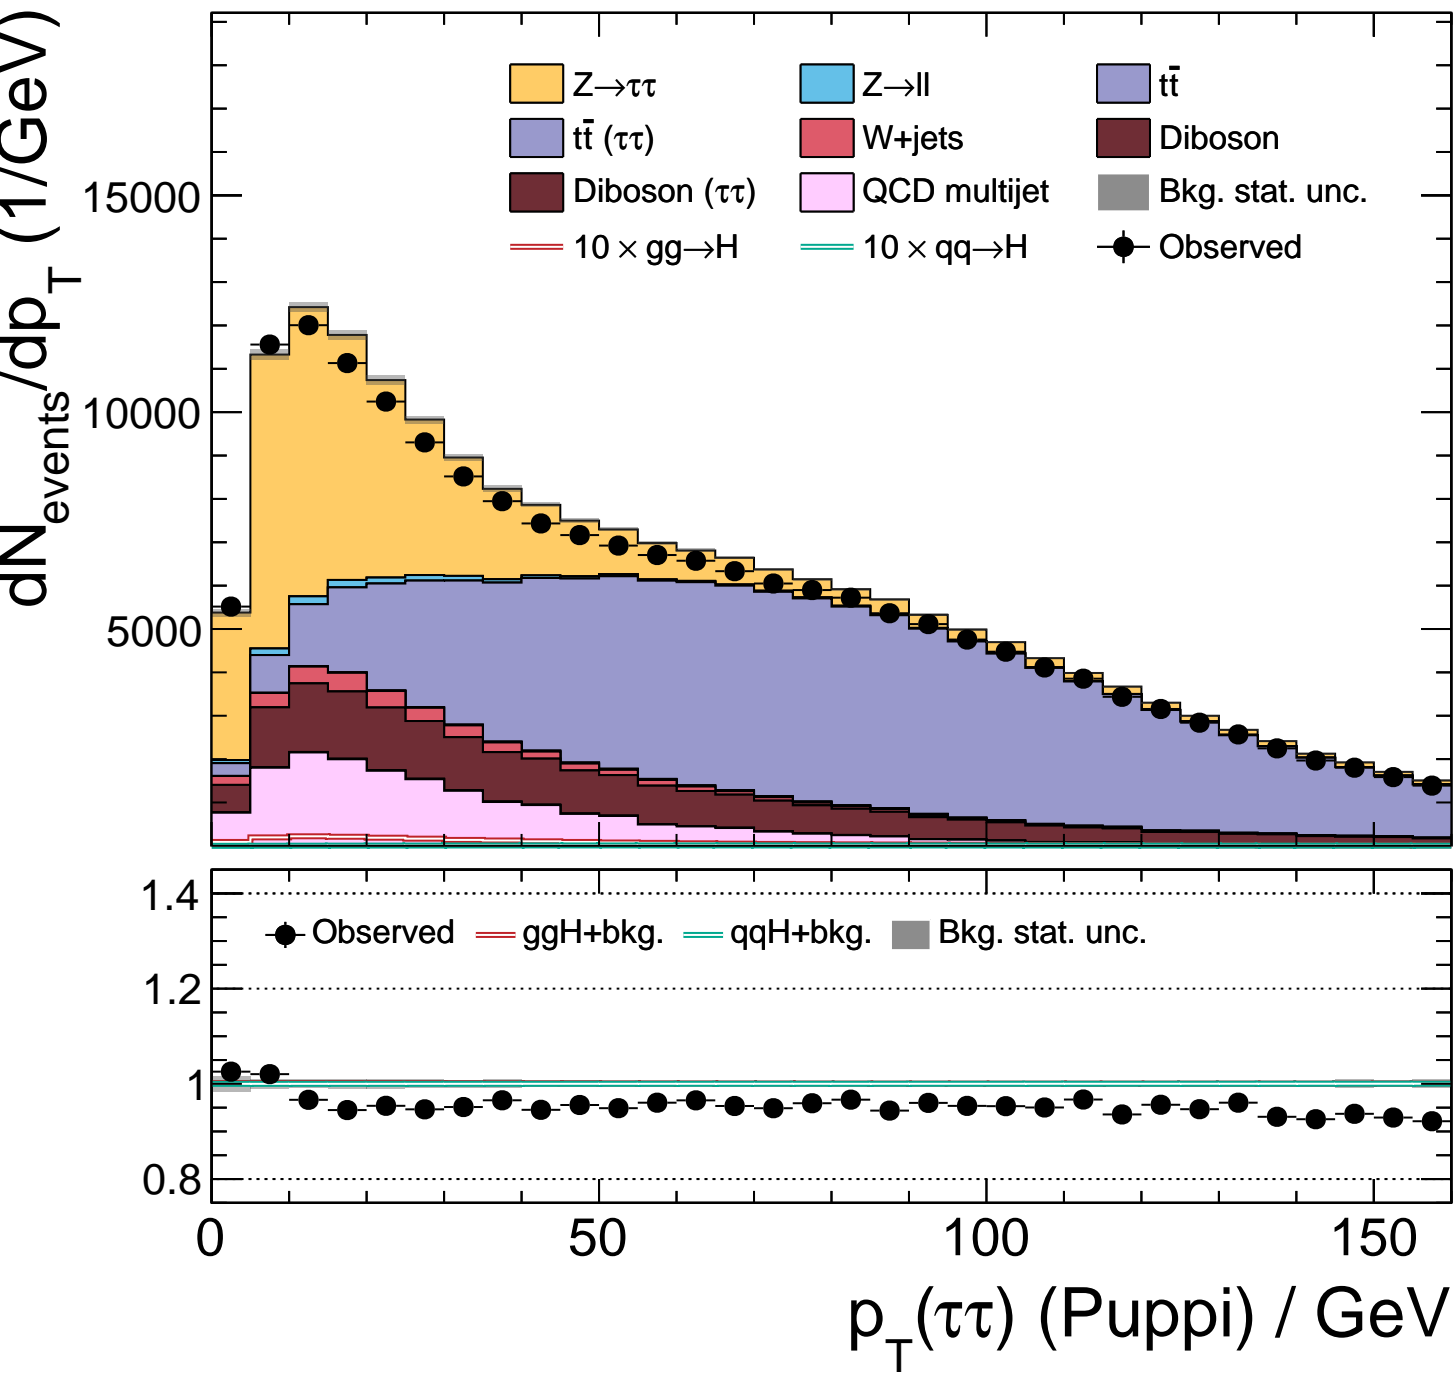 dN_events/dp_T (1/GeV)
Z→ττ Z→ll tt̄
tt̄ (ττ) W+jets Diboson
Diboson (ττ) QCD multijet Bkg. stat. unc.
10 × gg→H 10 × qq→H Observed
15000
10000
5000
1.4
Observed ggH+bkg. qqH+bkg. Bkg. stat. unc.
1.2
1
0.8
0 50 100 150
p_T(ττ) (Puppi) / GeV